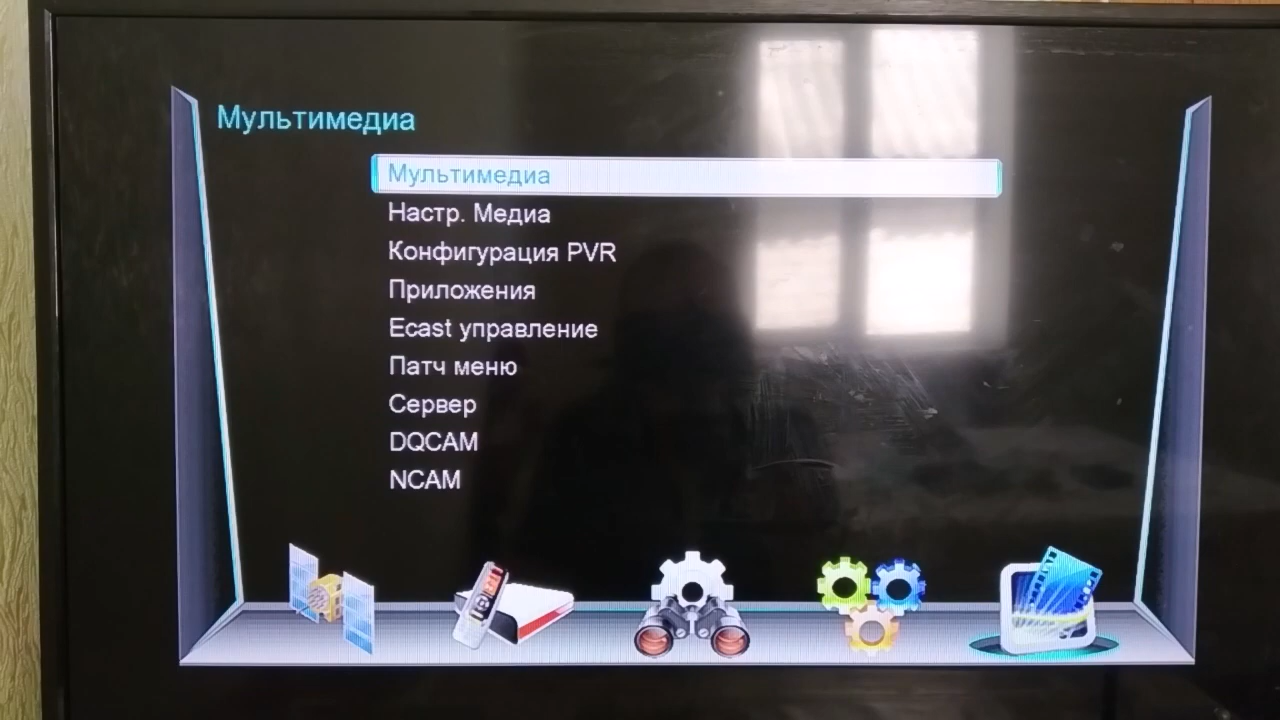 Мультимедиа
Мультимедиа
Настр. Медиа
Конфигурация PVR
Приложения
Ecast управление
Патч меню
Сервер
DQCAM
NCAM